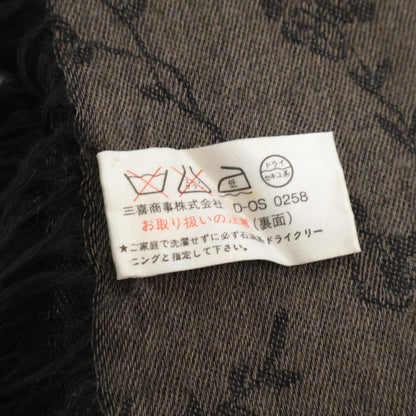 ドライ
セキユ系
低
三喜商事株式会社 D-OS 0258
お取り扱いの注意(裏面)
★ご家庭で洗濯せずに必ず石油系ドライクリー
ニングと指定して下さい。